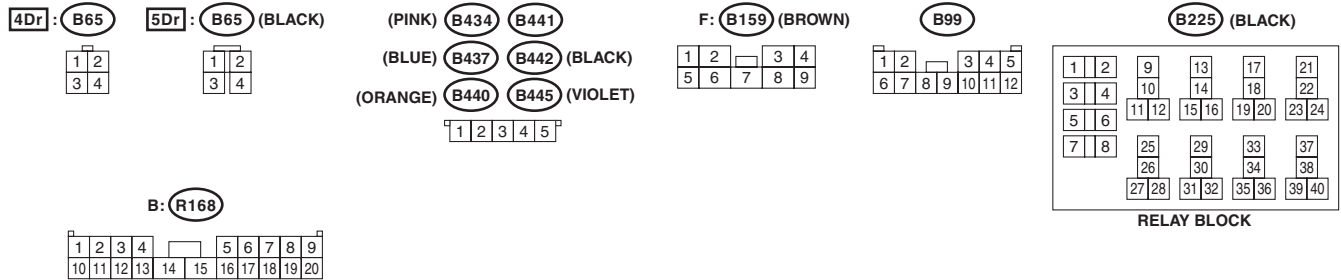 4Dr : B65 5Dr : B65 (BLACK) (PINK) B434 B441 F: B159 (BROWN) B99 B225 (BLACK)
(BLUE) B437 B442 (BLACK)
(ORANGE) B440 B445 (VIOLET)
1 2
3 4
1 2
3 4
1 2 3 4 5
1 2 3 4
5 6 7 8 9
1 2 3 4 5
6 7 8 9 10 11 12
1 2 9 13 17 21
3 4 10 14 18 22
11 12 15 16 19 20 23 24
5 6
7 8 25 29 33 37
26 30 34 38
27 28 31 32 35 36 39 40
RELAY BLOCK
B: R168
1 2 3 4 5 6 7 8 9
10 11 12 13 14 15 16 17 18 19 20